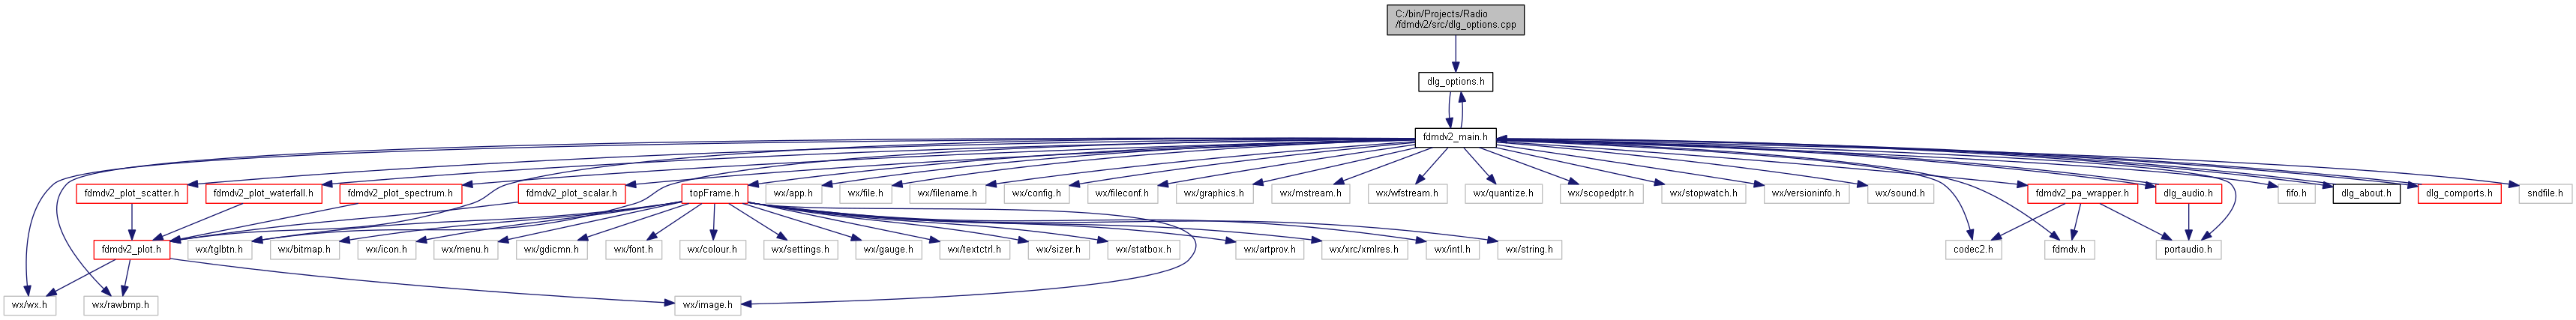 C:/bin/Projects/Radio
/fdmdv2/src/dlg_options.cpp
dlg_options.h
fdmdv2_main.h
fdmdv2_plot_scatter.h
fdmdv2_plot_waterfall.h
fdmdv2_plot_spectrum.h
fdmdv2_plot_scalar.h
topFrame.h
wx/app.h
wx/file.h
wx/filename.h
wx/config.h
wx/fileconf.h
wx/graphics.h
wx/mstream.h
wx/wfstream.h
wx/quantize.h
wx/scopedptr.h
wx/stopwatch.h
wx/versioninfo.h
wx/sound.h
fdmdv2_pa_wrapper.h
dlg_audio.h
fifo.h
dlg_about.h
dlg_comports.h
sndfile.h
fdmdv2_plot.h
wx/tglbtn.h
wx/bitmap.h
wx/icon.h
wx/menu.h
wx/gdicmn.h
wx/font.h
wx/colour.h
wx/settings.h
wx/gauge.h
wx/textctrl.h
wx/sizer.h
wx/statbox.h
wx/artprov.h
wx/xrc/xmlres.h
wx/intl.h
wx/string.h
codec2.h
fdmdv.h
portaudio.h
wx/wx.h
wx/rawbmp.h
wx/image.h